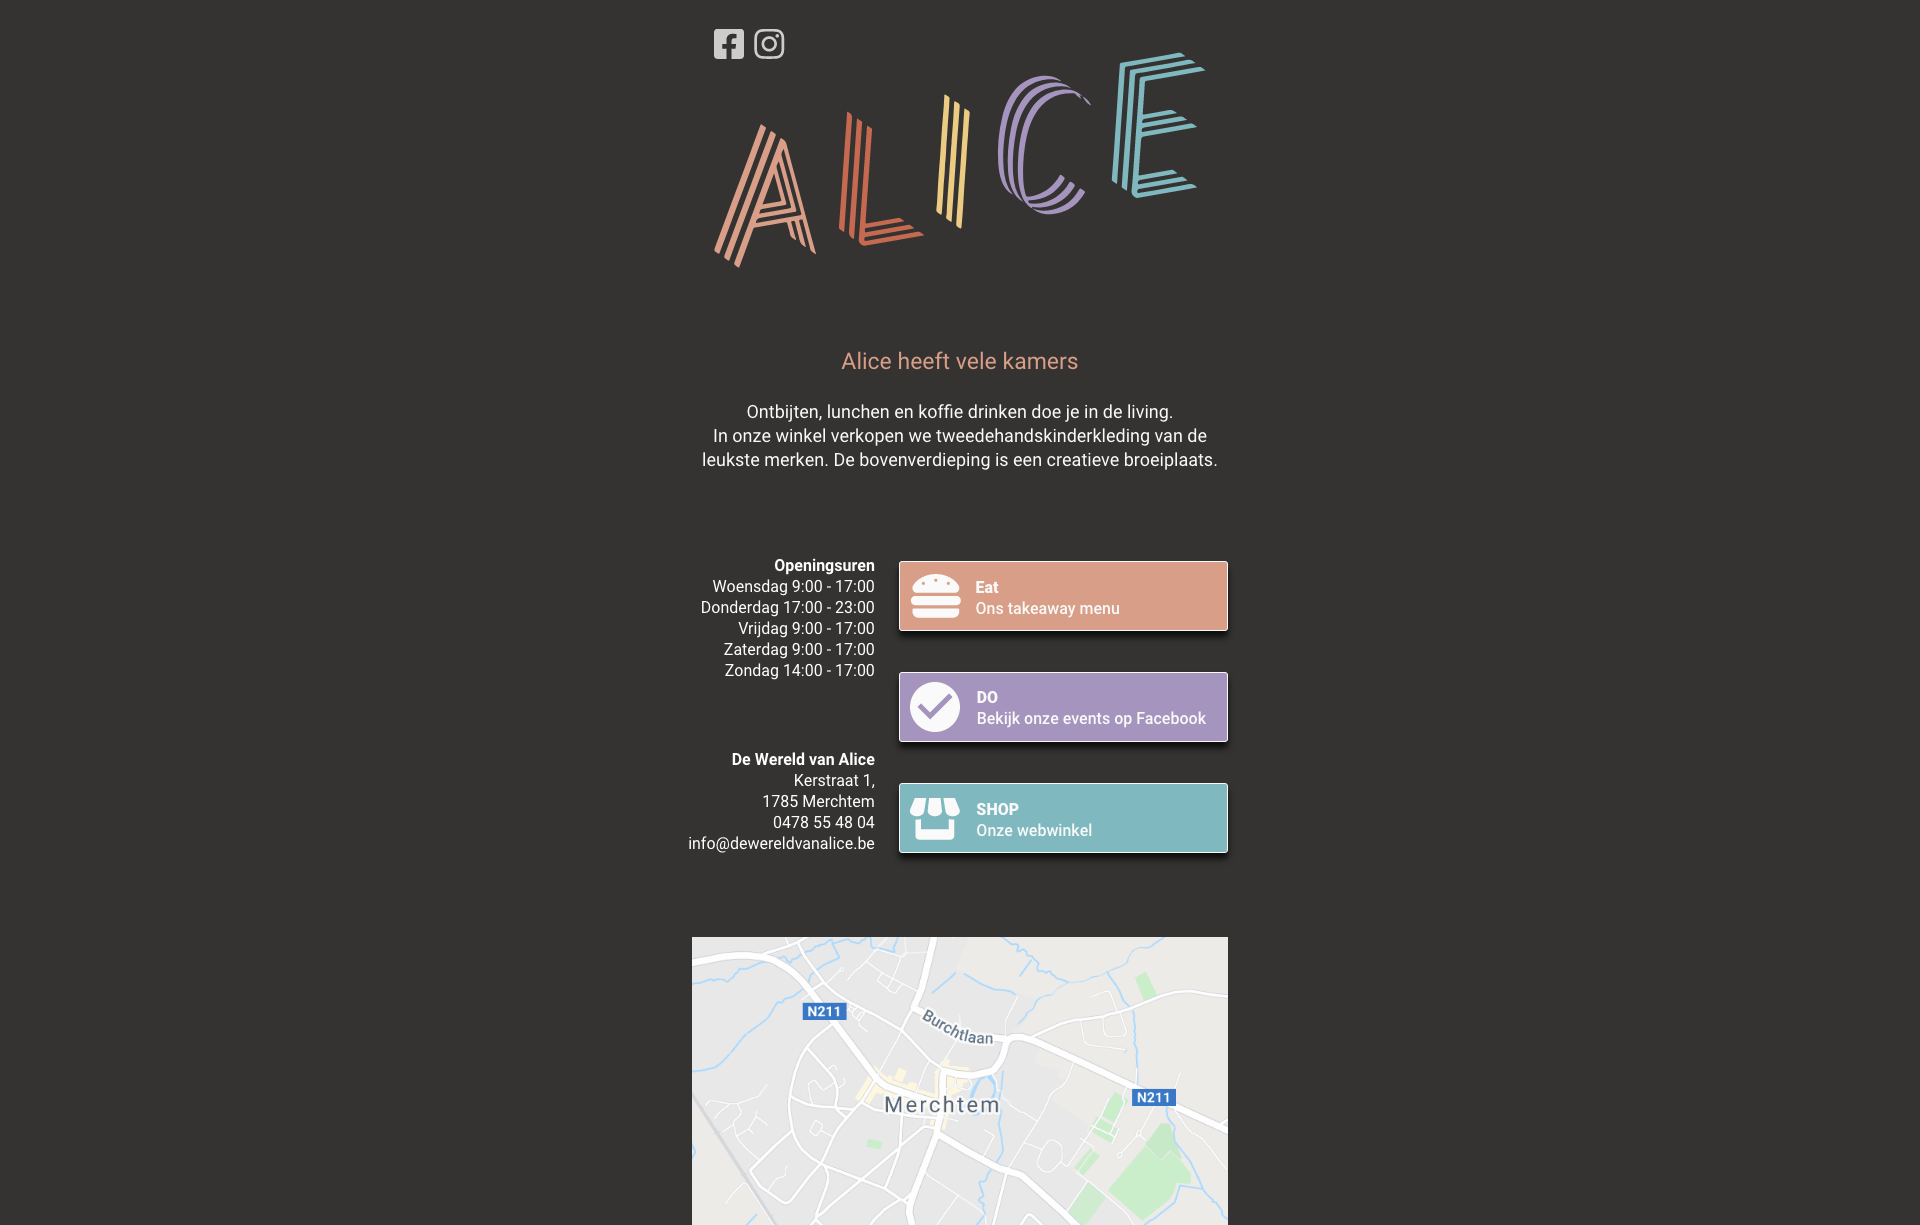 ALICE
Alice heeft vele kamers
Ontbijten, lunchen en koffie drinken doe je in de living.
In onze winkel verkopen we tweedehandskinderkleding van de
leukste merken. De bovenverdieping is een creatieve broeiplaats.
Openingsuren
Woensdag 9:00 - 17:00
Donderdag 17:00 - 23:00
Vrijdag 9:00 - 17:00
Zaterdag 9:00 - 17:00
Zondag 14:00 - 17:00
De Wereld van Alice
Kerstraat 1,
1785 Merchtem
0478 55 48 04
info@dewereldvanalice.be
Eat
Ons takeaway menu
DO
Bekijk onze events op Facebook
SHOP
Onze webwinkel
N211
Burchtlaan
N211
Merchtem